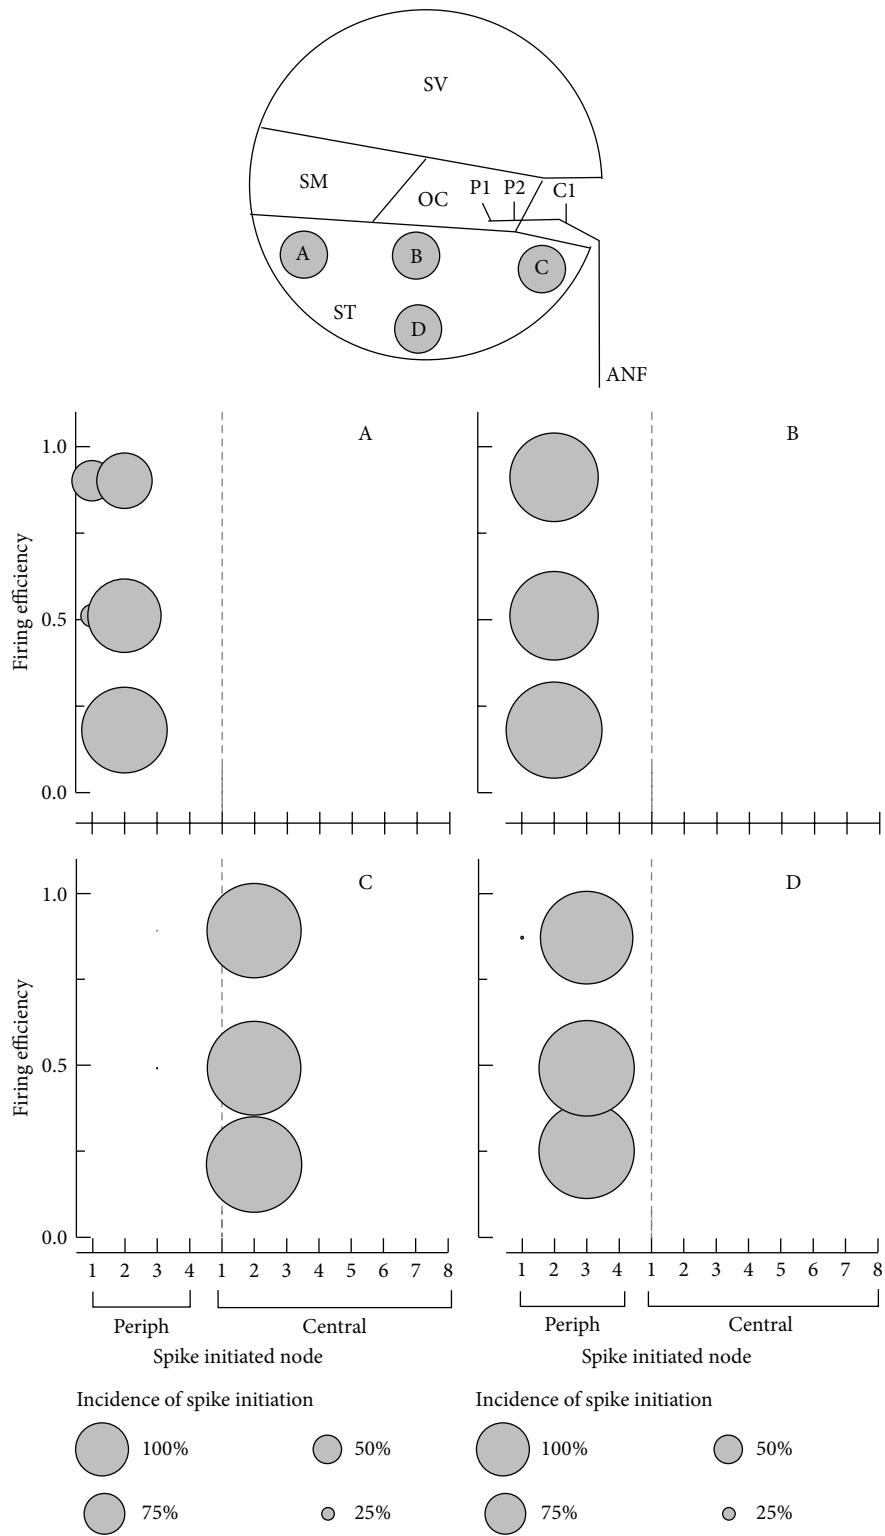 SV
SM
OC
P1 P2 C1
A
B
C
ST
D
ANF
A
B
1.0
0.5
0.0
Firing efficiency
C
D
1.0
0.5
0.0
Firing efficiency
1 2 3 4 1 2 3 4 5 6 7 8
1 2 3 4 1 2 3 4 5 6 7 8
Periph Central
Periph Central
Spike initiated node
Spike initiated node
Incidence of spike initiation
100% 50%
75% 25%
Incidence of spike initiation
100% 50%
75% 25%